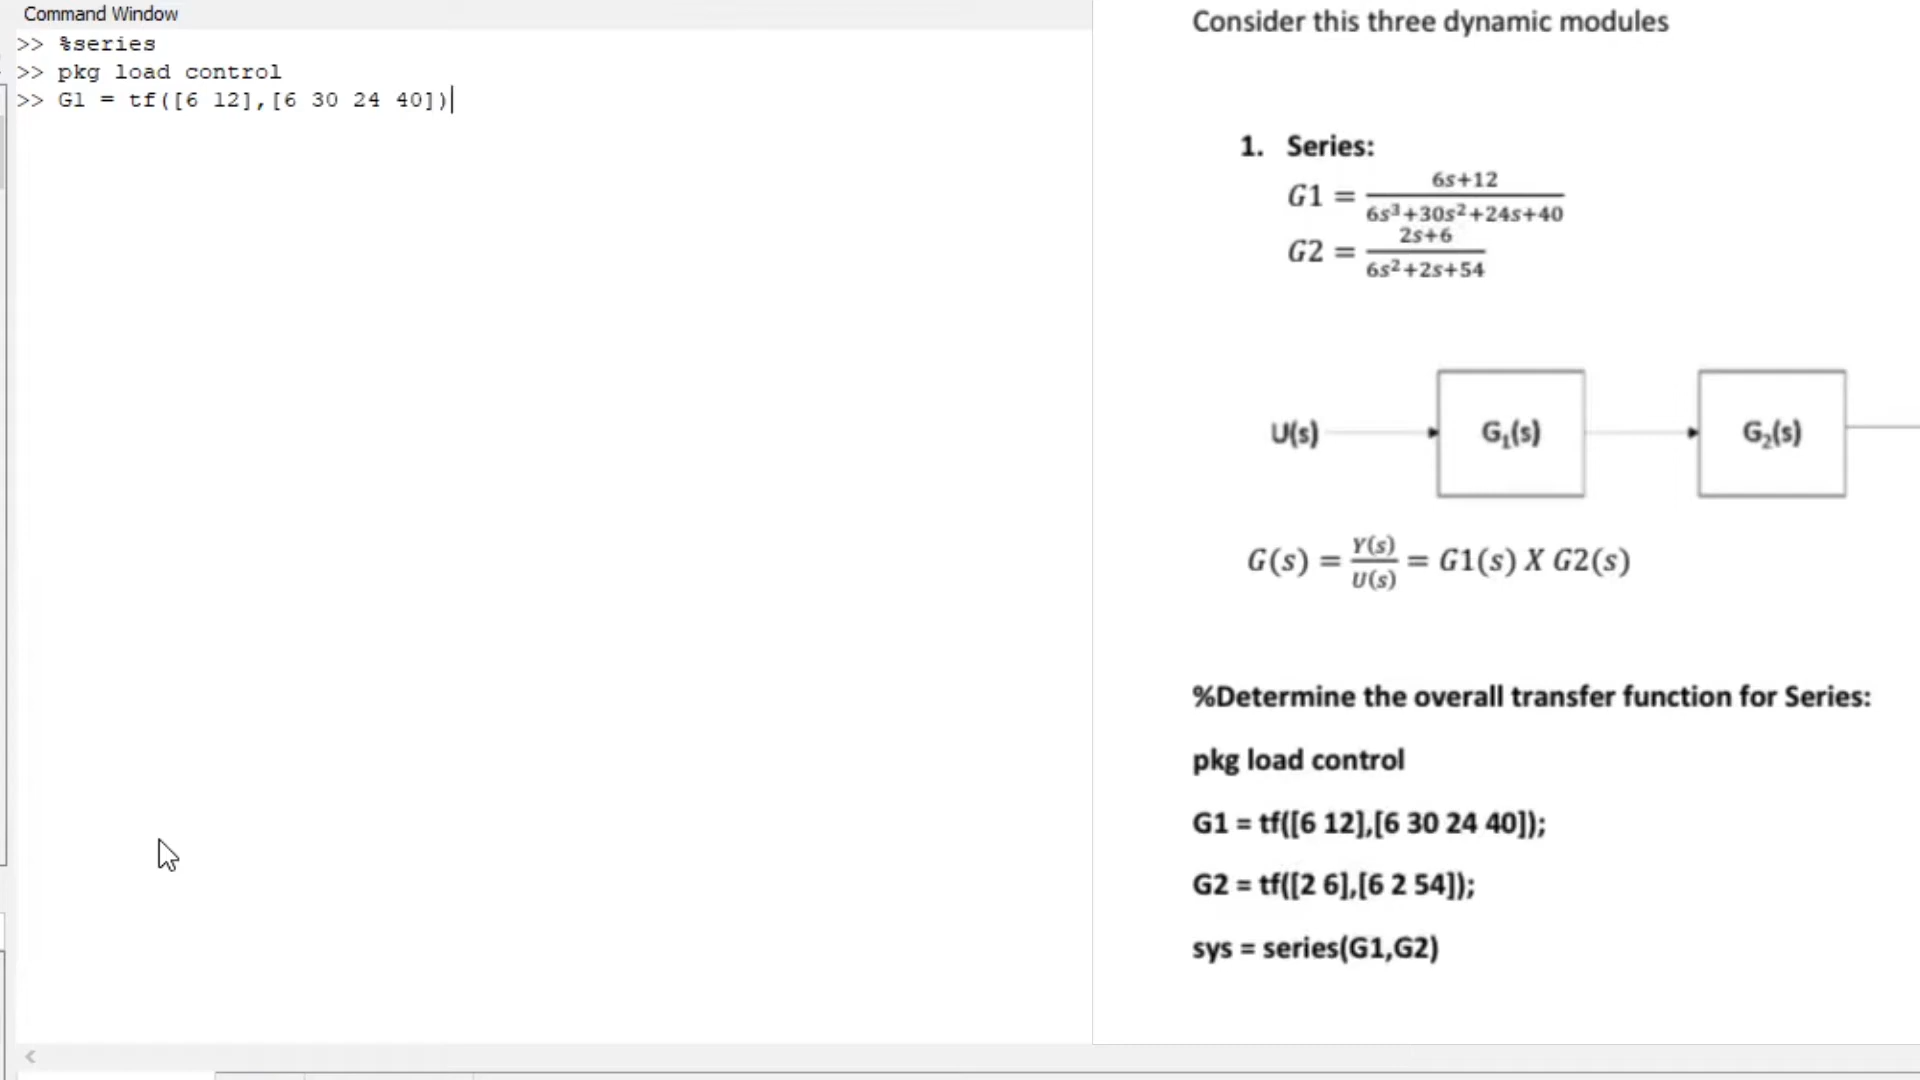 Command Window
>> %series
>> pkg load control
>> G1 = tf([6 12],[6 30 24 40])
Consider this three dynamic modules
1. Series:
G1 = 6s+12 / 6s³+30s²+24s+40
G2 = 2s+6 / 6s²+2s+54
U(s) G₁(s) G₂(s)
G(s) = Y(s)/U(s) = G1(s) X G2(s)
%Determine the overall transfer function for Series:
pkg load control
G1 = tf([6 12],[6 30 24 40]);
G2 = tf([2 6],[6 2 54]);
sys = series(G1,G2)